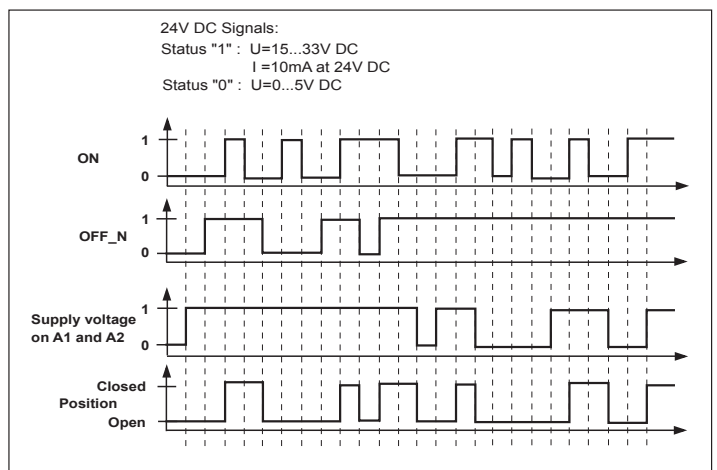 24V DC Signals:
Status "1" : U=15...33V DC
I =10mA at 24V DC
Status "0" : U=0...5V DC
1
ON
0
1
OFF_N
0
1
Supply voltage
on A1 and A2
0
Closed
Position
Open